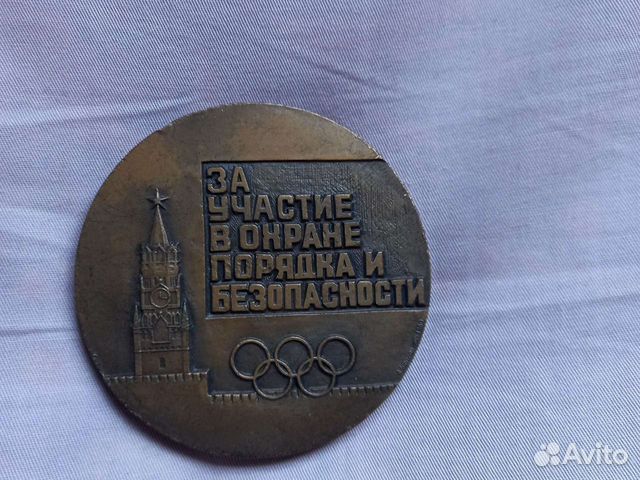 ЗА
УЧАСТИЕ
В ОХРАНЕ
ПОРЯДКА И
БЕЗОПАСНОСТИ
Avito